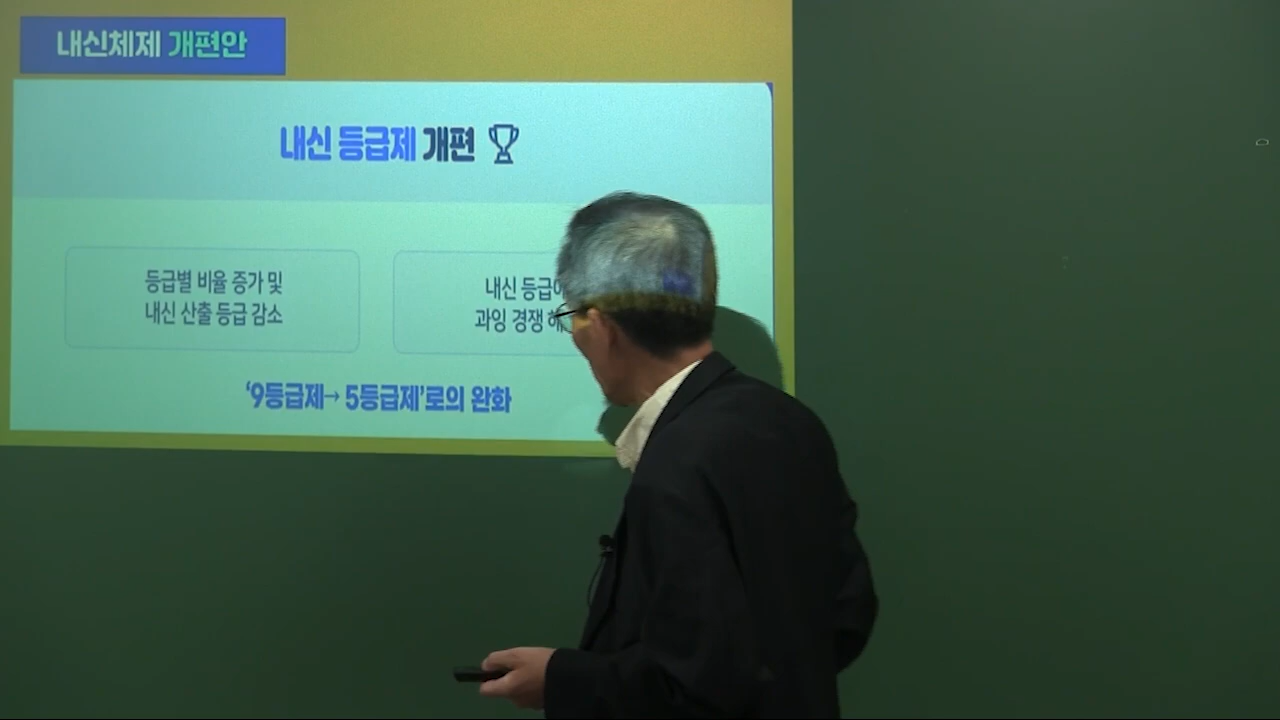 내신체제 개편안
내신 등급제 개편
등급별 비율 증가 및
내신 산출 등급 감소
내신 등급에
과잉 경쟁 해
'9등급제→ 5등급제'로의 완화